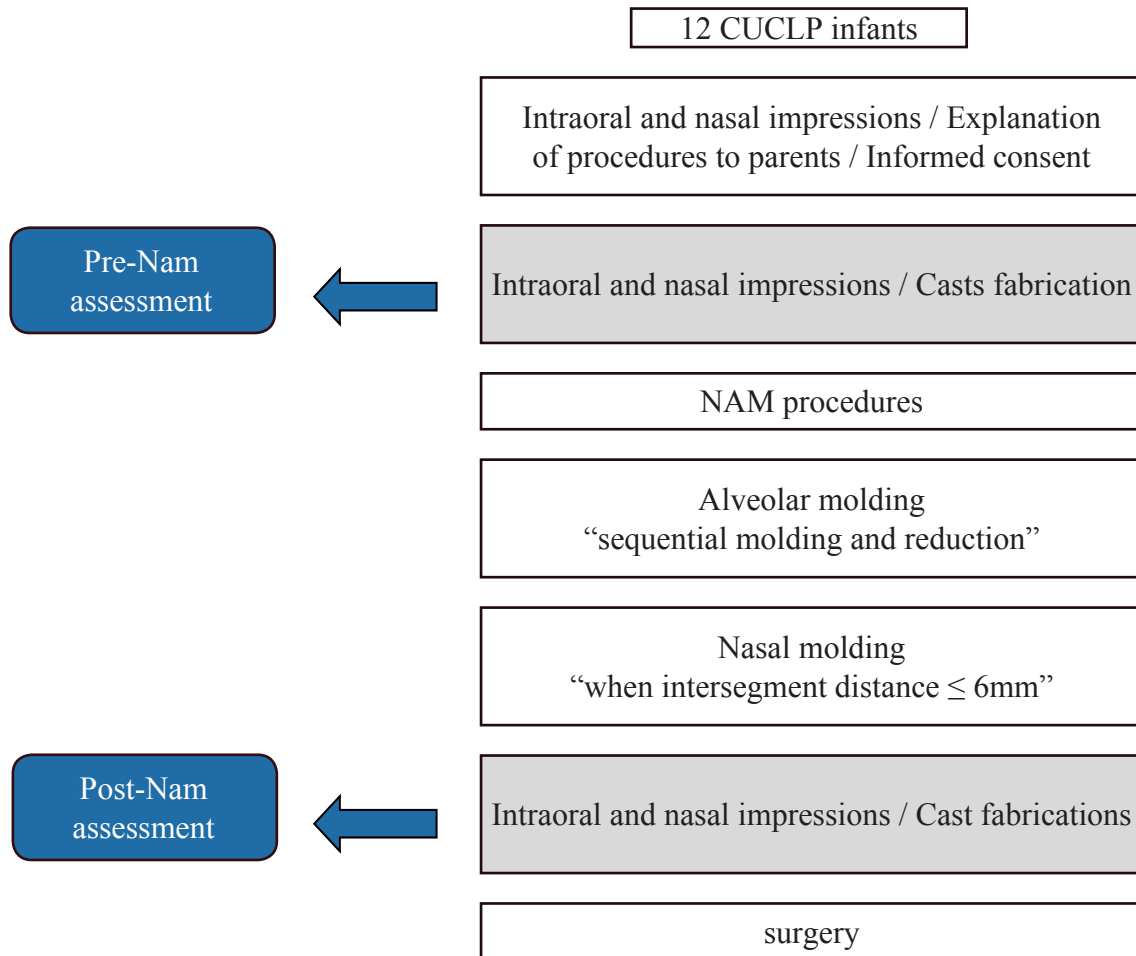 12 CUCLP infants
Intraoral and nasal impressions / Explanation
of procedures to parents / Informed consent
Pre-Nam
assessment
Intraoral and nasal impressions / Casts fabrication
NAM procedures
Alveolar molding
“sequential molding and reduction”
Nasal molding
“when intersegment distance ≤ 6mm”
Post-Nam
assessment
Intraoral and nasal impressions / Cast fabrications
surgery